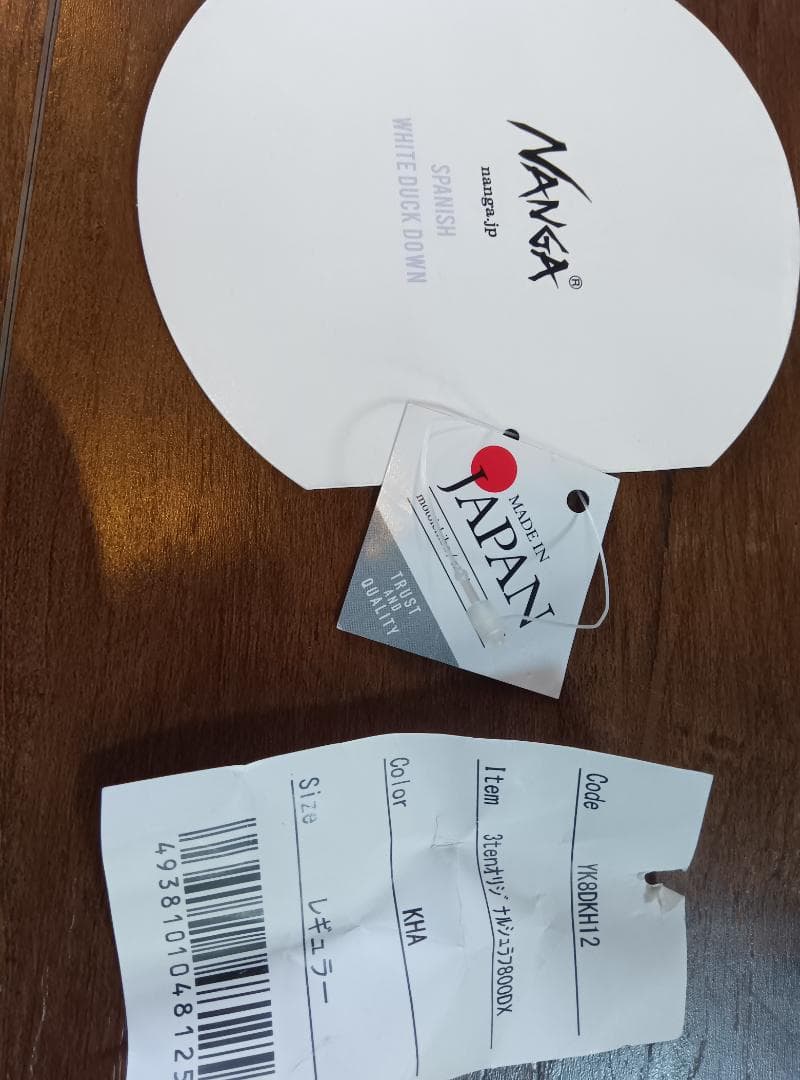 NANGA®
nanga.jp
SPANISH
WHITE DUCK DOWN
MADE IN
JAPAN
TRUST
AND
QUALITY
Code YK8DKH12
Item 3tenｵﾘｼﾞﾅﾙｼｭﾗﾌ800DX
Color KHA
Size レギュラー
4938101048125